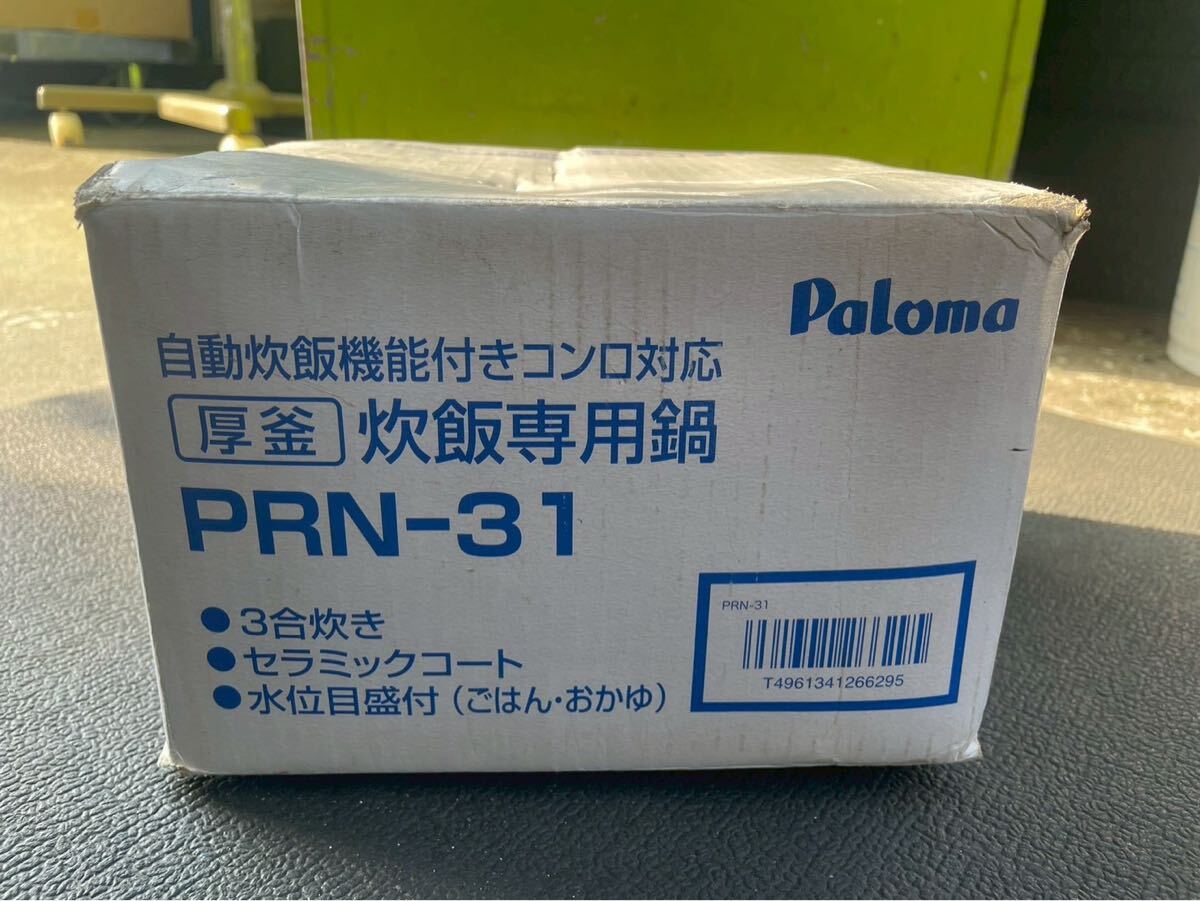 Paloma
自動炊飯機能付きコンロ対応
厚釜 炊飯専用鍋
PRN-31
●3合炊き
●セラミックコート
●水位目盛付（ごはん・おかゆ）
PRN-31
T4961341266295